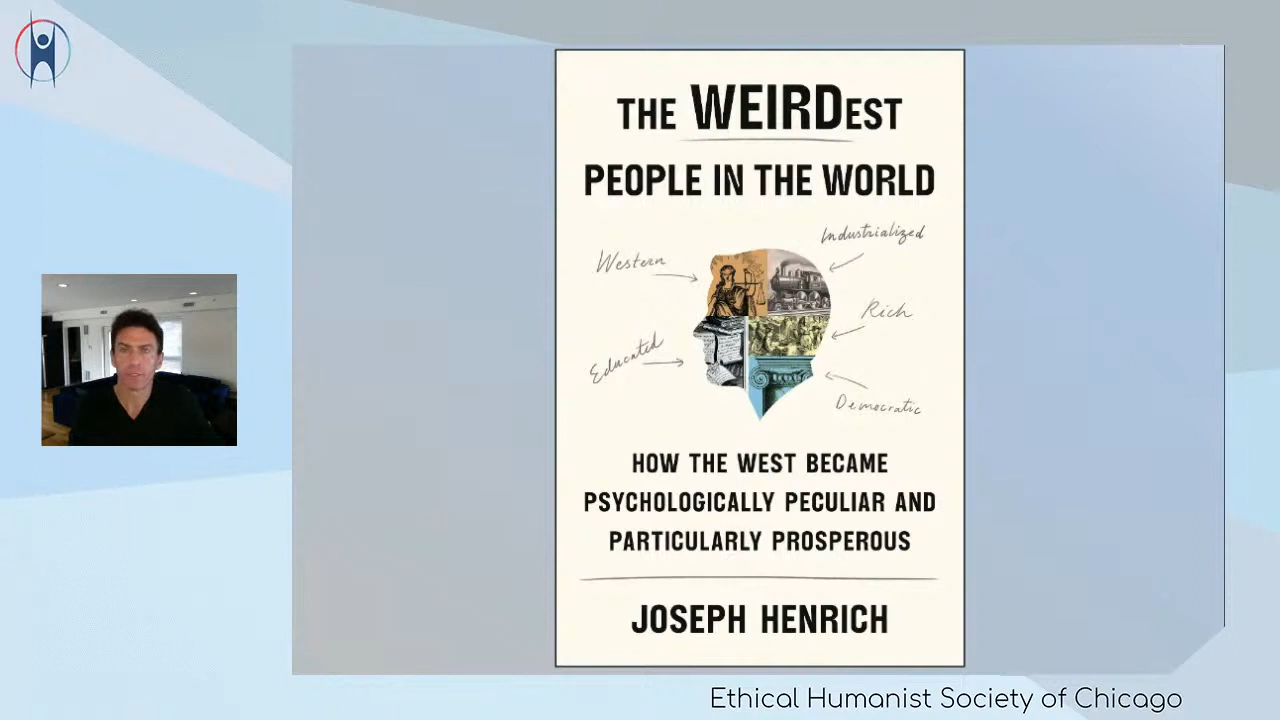 THE WEIRDEST
PEOPLE IN THE WORLD
Industrialized
Western
Rich
Educated
Democratic
HOW THE WEST BECAME
PSYCHOLOGICALLY PECULIAR AND
PARTICULARLY PROSPEROUS
JOSEPH HENRICH
Ethical Humanist Society of Chicago